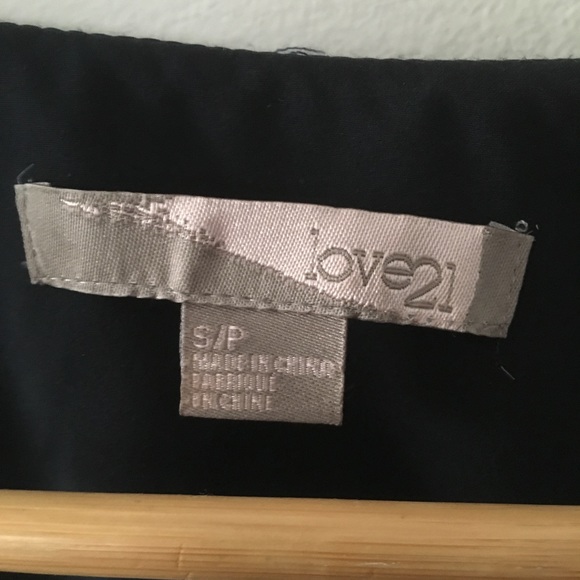 love21
S/P
MADE IN CHINA
FABRIQUE
EN CHINE